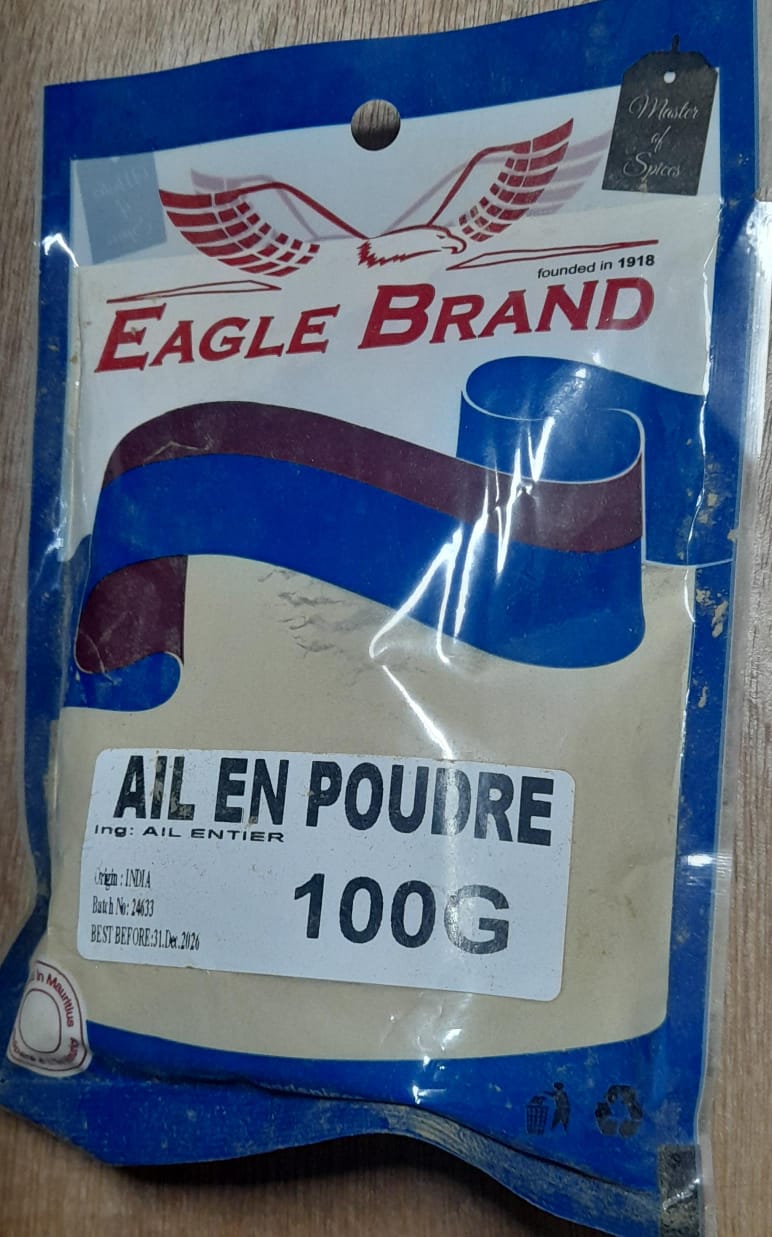 Master
of
Spices
founded in 1918
EAGLE BRAND
AIL EN POUDRE
Ing: AIL ENTIER
Origin : INDIA
Batch No: 24633
BEST BEFORE:31.Dec.2026
100G
in Mauritius